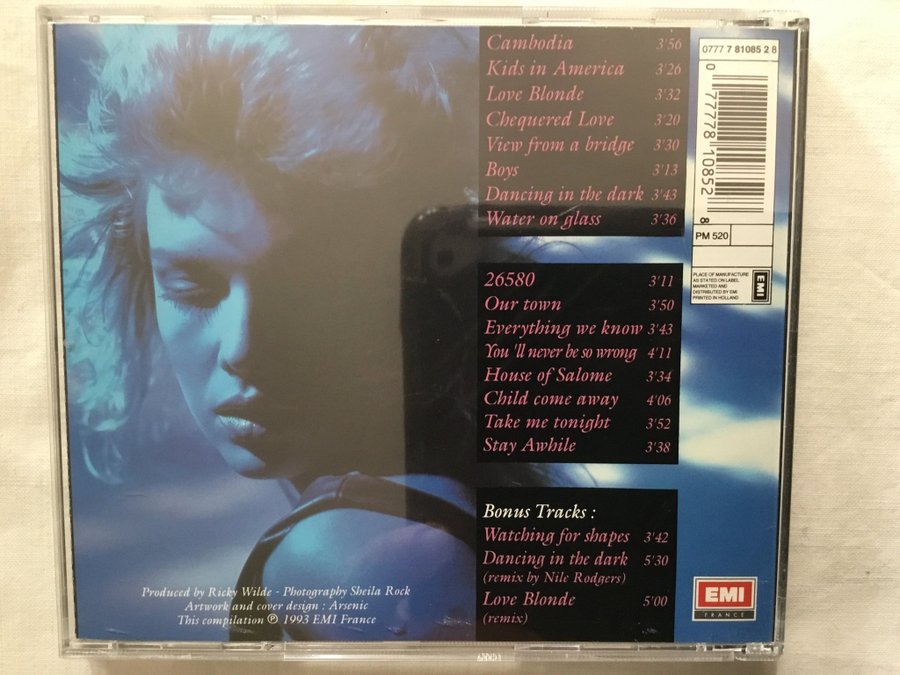 Cambodia 3'56
Kids in America 3'26
Love Blonde 3'32
Chequered Love 3'20
View from a bridge 3'30
Boys 3'13
Dancing in the dark 3'43
Water on glass 3'36
26580 3'11
Our town 3'50
Everything we know 3'43
You'll never be so wrong 4'11
House of Salome 3'34
Child come away 4'06
Take me tonight 3'52
Stay Awhile 3'38
Bonus Tracks :
Watching for shapes 3'42
Dancing in the dark 5'30
(remix by Nile Rodgers)
Love Blonde 5'00
(remix)
Produced by Ricky Wilde - Photography Sheila Rock
Artwork and cover design : Arsenic
This compilation ℗ 1993 EMI France
0777 7 81085 2 8
0 77778 10852 8
PM 520
PLACE OF MANUFACTURE
AS STATED ON LABEL
MARKETED AND
DISTRIBUTED BY EMI
PRINTED IN HOLLAND
EMI
EMI
FRANCE